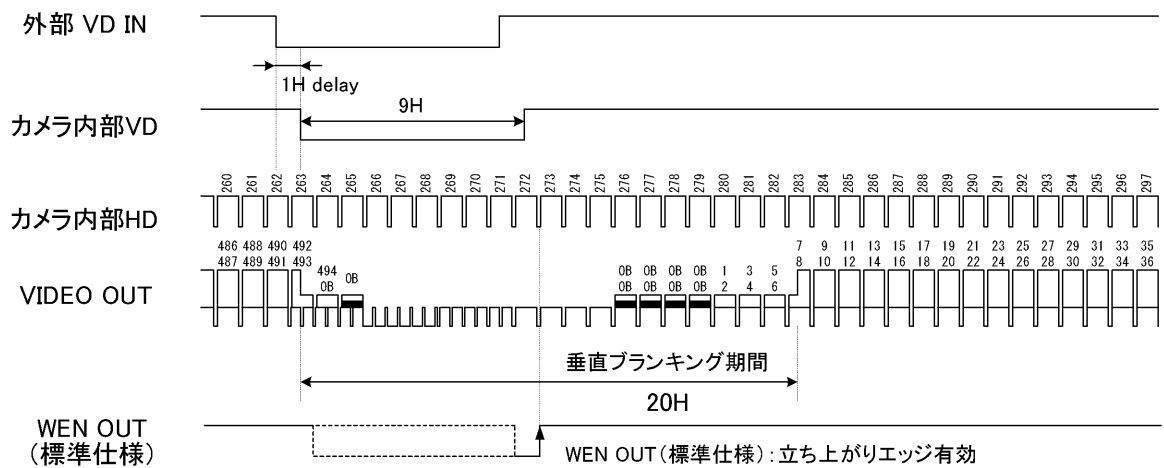 外部 VD IN
1H delay
カメラ内部VD
9H
260 261 262 263 264 265 266 267 268 269 270 271 272 273 274 275 276 277 278 279 280 281 282 283 284 285 286 287 288 289 290 291 292 293 294 295 296 297
カメラ内部HD
486 488 490 492 494 OB OB OB OB OB 1 3 5 7 9 11 13 15 17 19 21 23 25 27 29 31 33 35
487 489 491 493 OB OB OB OB OB 2 4 6 8 10 12 14 16 18 20 22 24 26 28 30 32 34 36
VIDEO OUT
垂直ブランキング期間
20H
WEN OUT
(標準仕様)
WEN OUT(標準仕様):立ち上がりエッジ有効